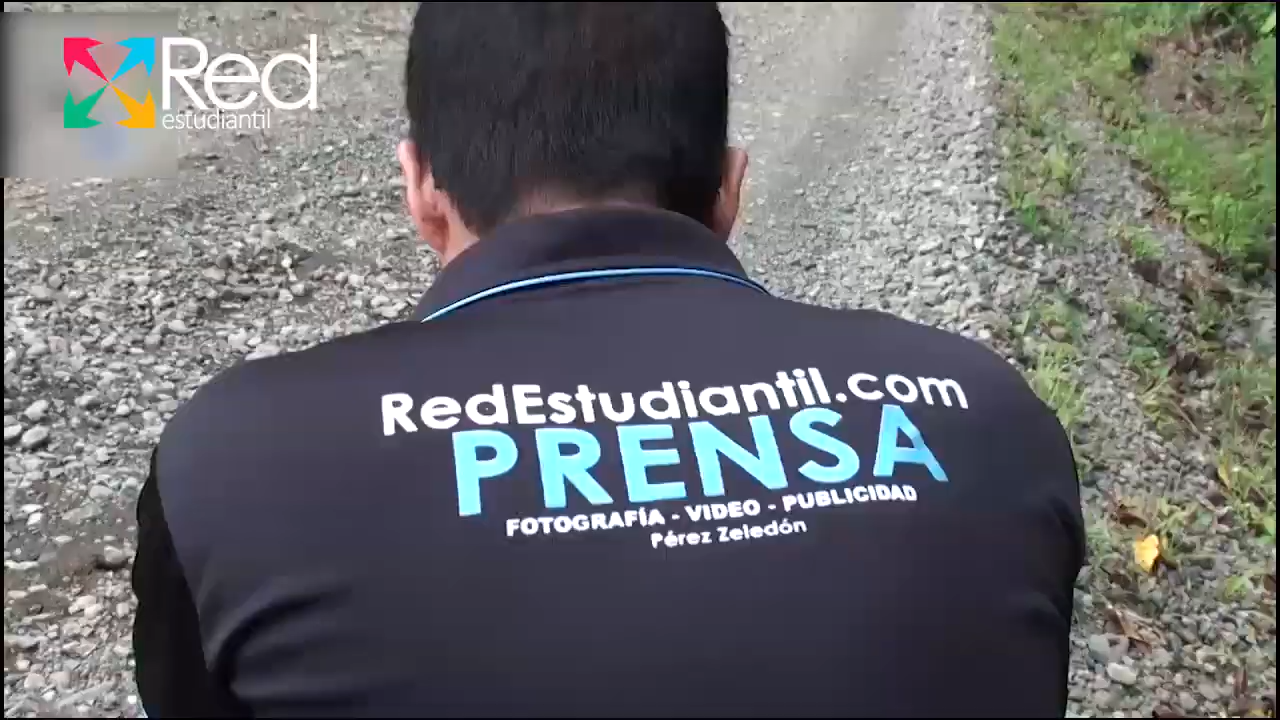 Red
estudiantil
RedEstudiantil.com
PRENSA
FOTOGRAFÍA - VIDEO - PUBLICIDAD
Pérez Zeledón